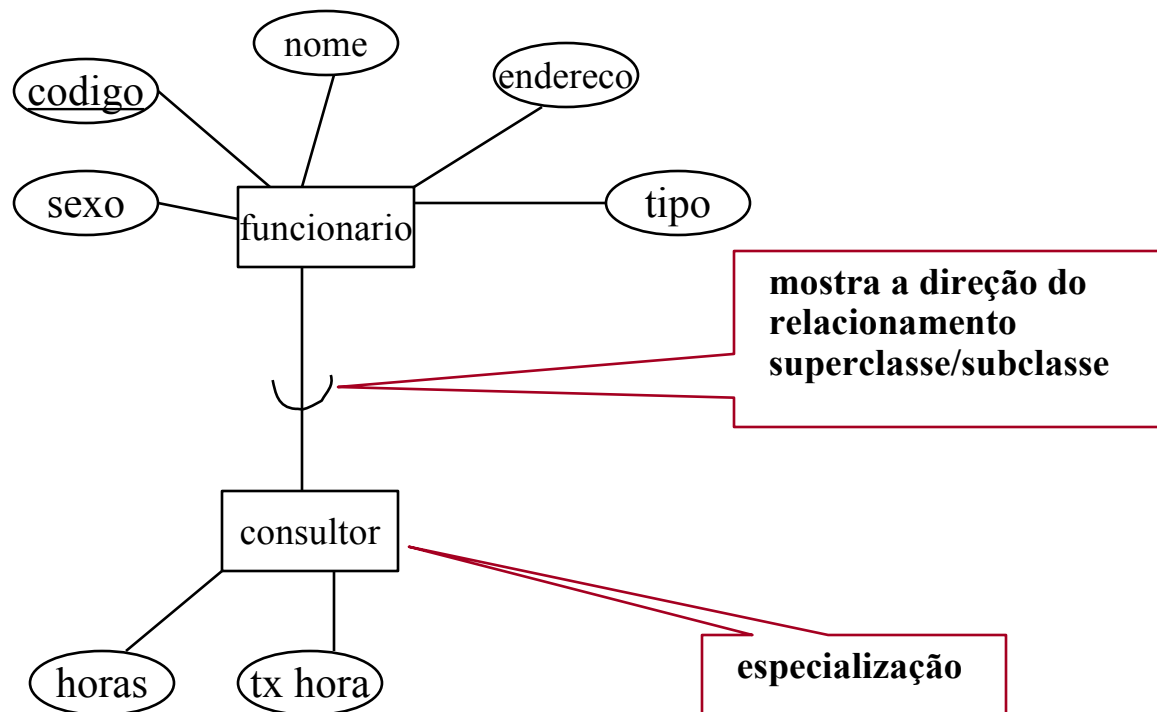 nome
endereco
codigo
sexo
tipo
funcionario
mostra a direção do
relacionamento
superclasse/subclasse
consultor
horas
tx hora
especialização